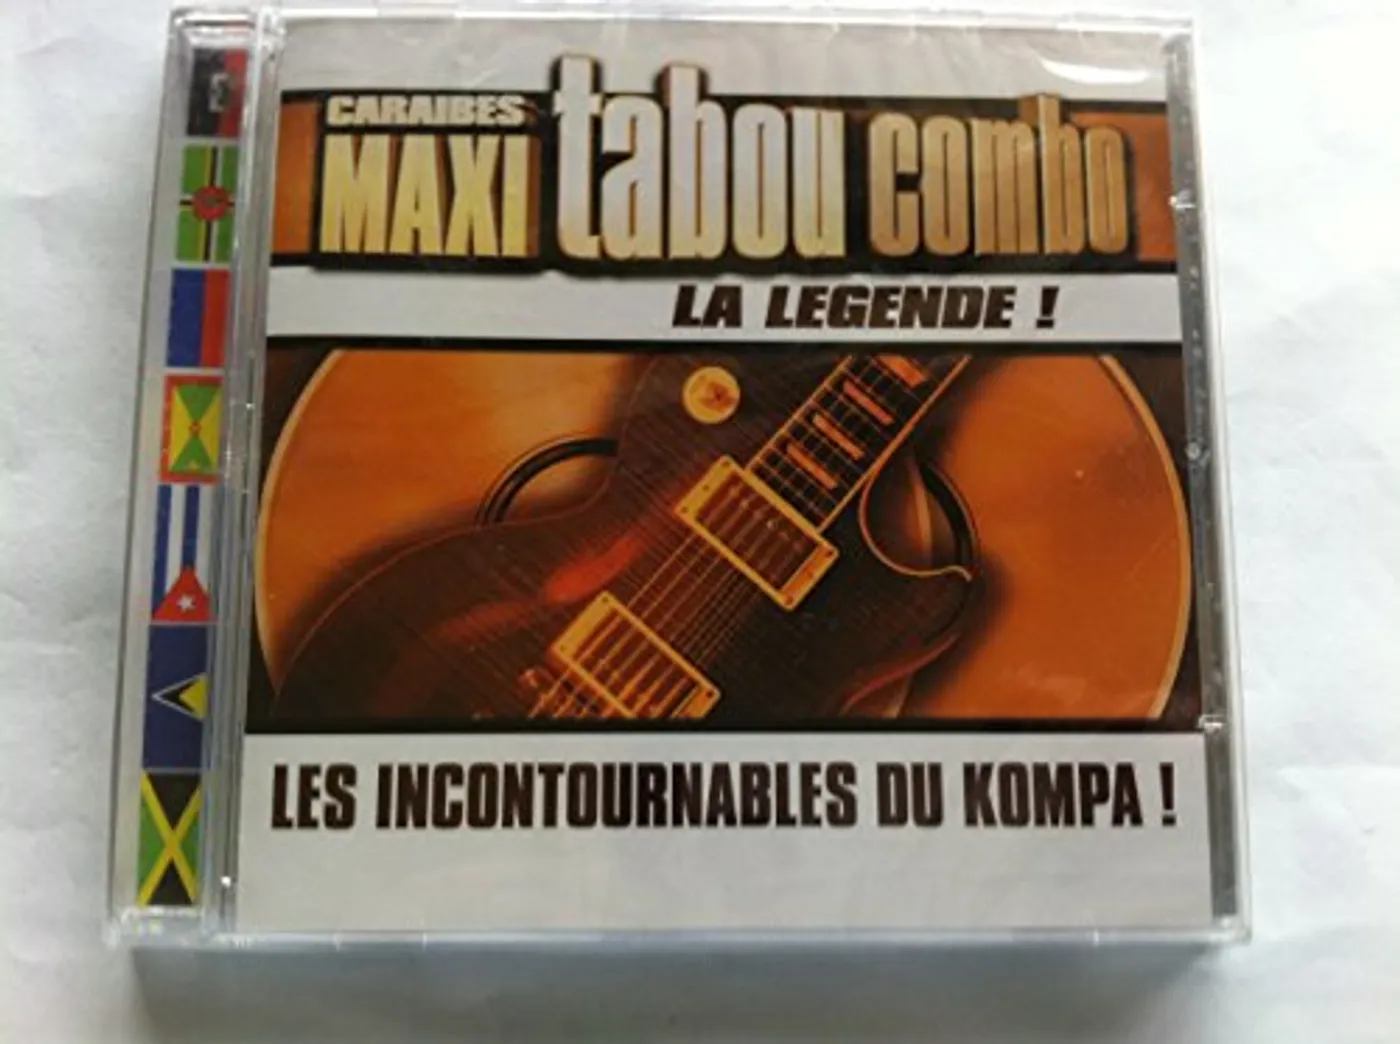 CARAIBES
MAXI tabou combo
LA LEGENDE !
LES INCONTOURNABLES DU KOMPA !